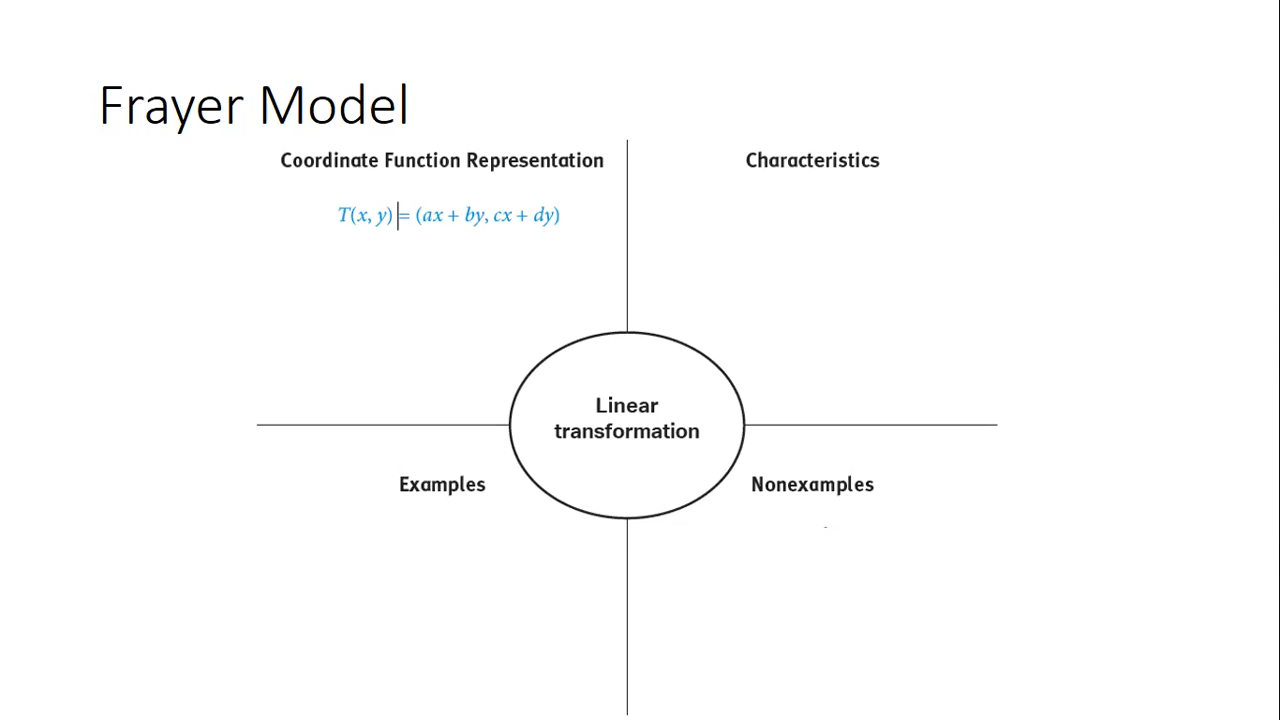 Frayer Model
Coordinate Function Representation
T(x, y) = (ax + by, cx + dy)
Characteristics
Linear
transformation
Examples
Nonexamples